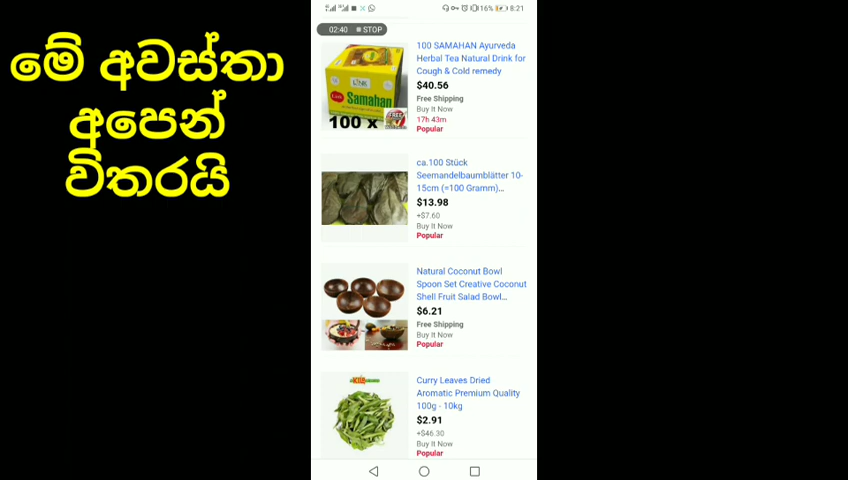 මේ අවස්තා
අපෙන්
විතරයි
16% 8:21
02:40 STOP
100 SAMAHAN Ayurveda
Herbal Tea Natural Drink for
Cough & Cold remedy
$40.56
Free Shipping
Buy It Now
17h 43m
Popular
LINK
Samahan
100 x
FREE
ca.100 Stück
Seemandelbaumblätter 10-
15cm (=100 Gramm)...
$13.98
+$7.60
Buy It Now
Popular
Natural Coconut Bowl
Spoon Set Creative Coconut
Shell Fruit Salad Bowl...
$6.21
Free Shipping
Buy It Now
Popular
Curry Leaves Dried
Aromatic Premium Quality
100g - 10kg
$2.91
+$46.30
Buy It Now
Popular